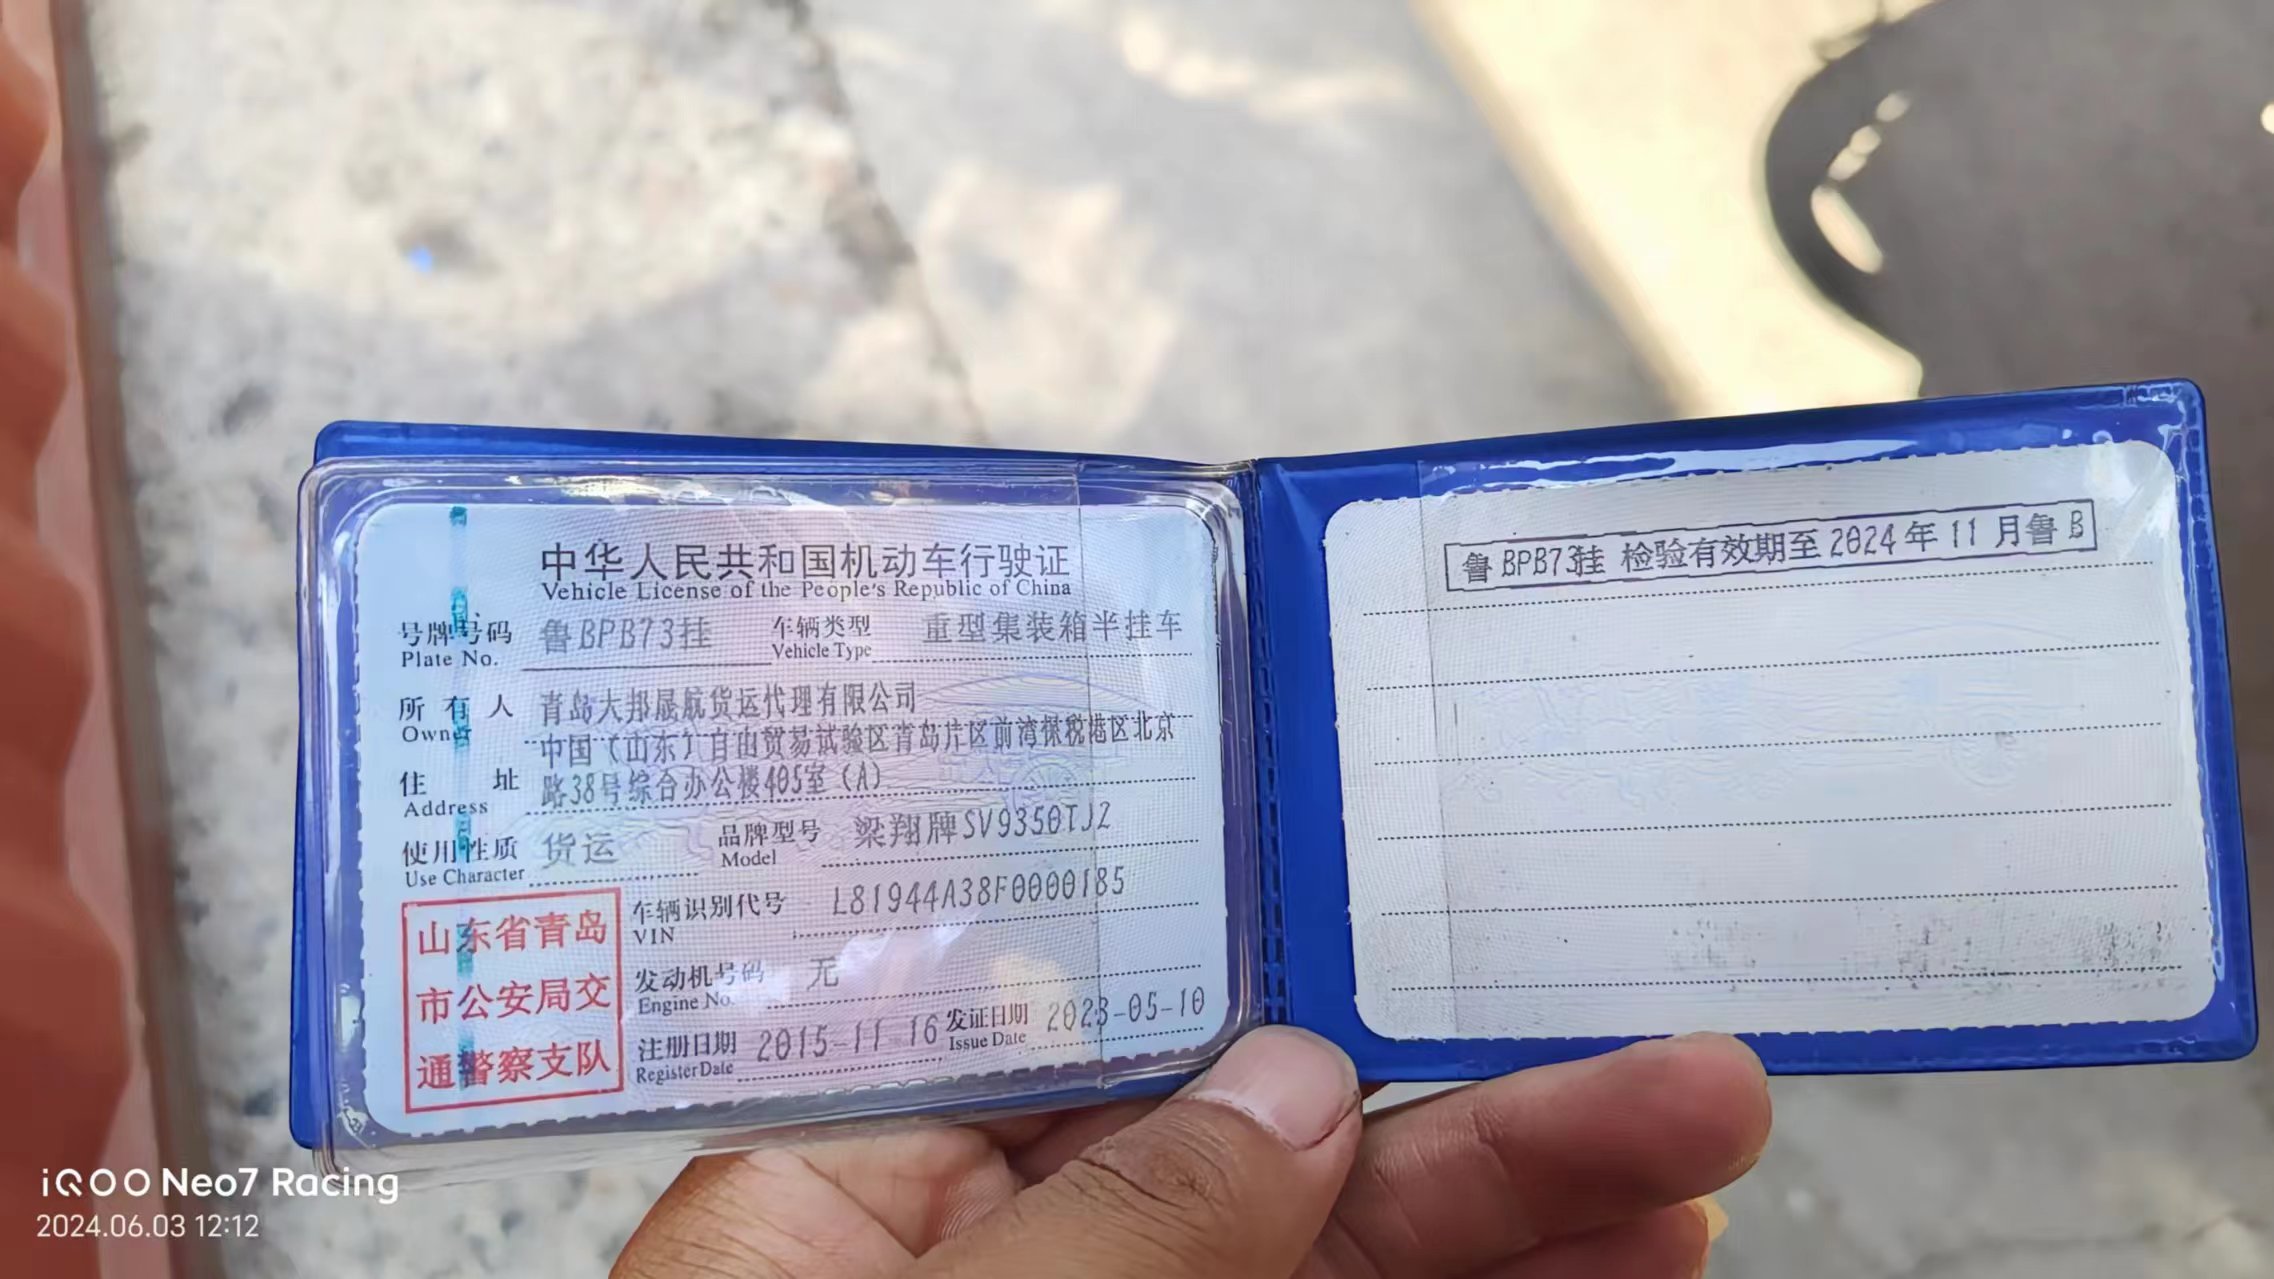 中华人民共和国机动车行驶证
Vehicle License of the People's Republic of China
号牌号码 鲁BPB73挂 车辆类型 重型集装箱半挂车
Plate No. Vehicle Type
所有人 青岛大邦晟航货运代理有限公司
Owner
中国(山东)自由贸易试验区青岛片区前湾保税港区北京
住址 路38号综合办公楼405室(A)
Address
使用性质 货运 品牌型号 梁翔牌SV9350TJZ
Use Character Model
车辆识别代号 L81944A38F0000185
VIN
发动机号码 无
Engine No.
注册日期 2015-11-16 发证日期 2023-05-10
Register Date Issue Date
山东省青岛
市公安局交
通警察支队
鲁BPB73挂 检验有效期至2024年11月鲁B
iQOO Neo7 Racing
2024.06.03 12:12